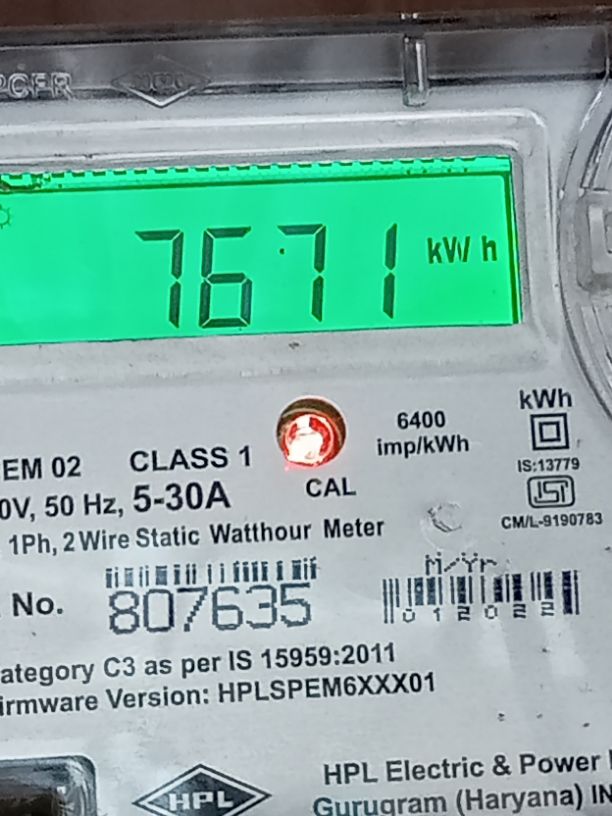 7671 kWh
6400
imp/kWh
kWh
IS:13779
CM/L-9190783
EM 02 CLASS 1
CAL
0V, 50 Hz, 5-30A
1Ph, 2 Wire Static Watthour Meter
No. 807635
M/Yr
012022
ategory C3 as per IS 15959:2011
irmware Version: HPLSPEM6XXX01
HPL
HPL Electric & Power
Gurugram (Haryana) IN